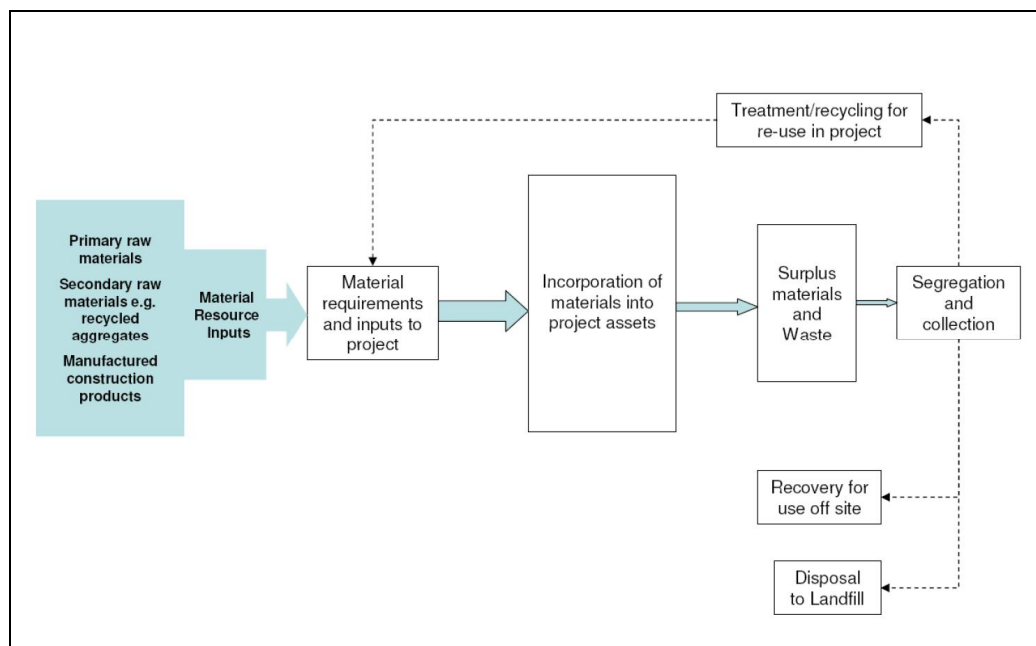 Treatment/recycling for
re-use in project
Primary raw
materials
Secondary raw
materials e.g.
recycled
aggregates
Manufactured
construction
products
Material
Resource
Inputs
Material
requirements
and inputs to
project
Incorporation of
materials into
project assets
Surplus
materials
and
Waste
Segregation
and
collection
Recovery for
use off site
Disposal
to Landfill